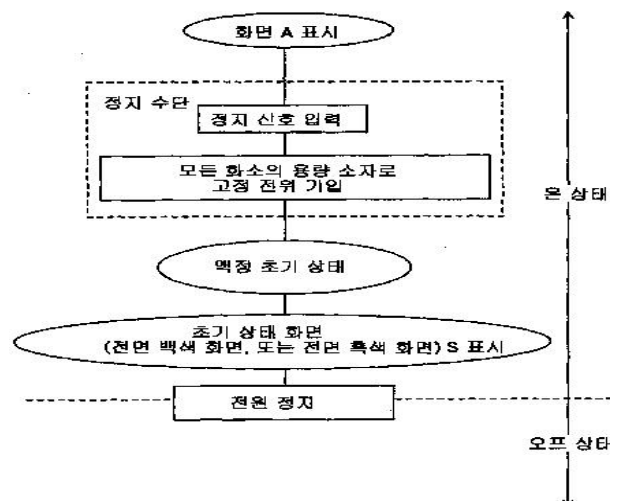 화면 A 표시
정지 수단
정지 신호 입력
모든 화소의 용량 소자로
고정 전위 기입
온 상태
액정 초기 상태
초기 상태 화면
(전면 백색 화면, 또는 전면 흑색 화면) S 표시
전원 정지
오프 상태